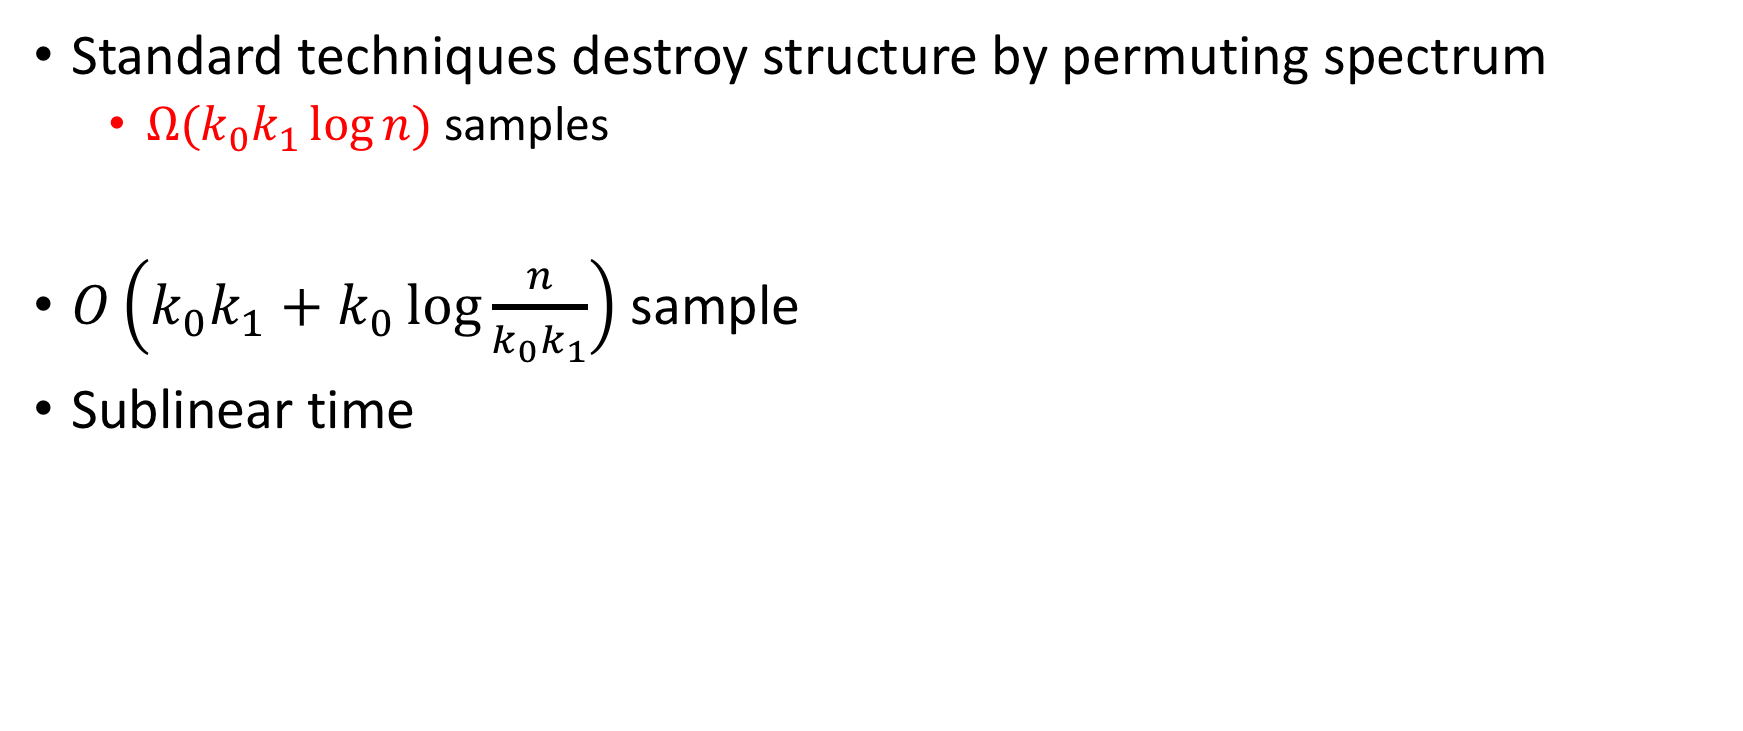 • Standard techniques destroy structure by permuting spectrum
• Ω(k₀k₁ log n) samples
• O(k₀k₁ + k₀ log n/(k₀k₁)) sample
• Sublinear time